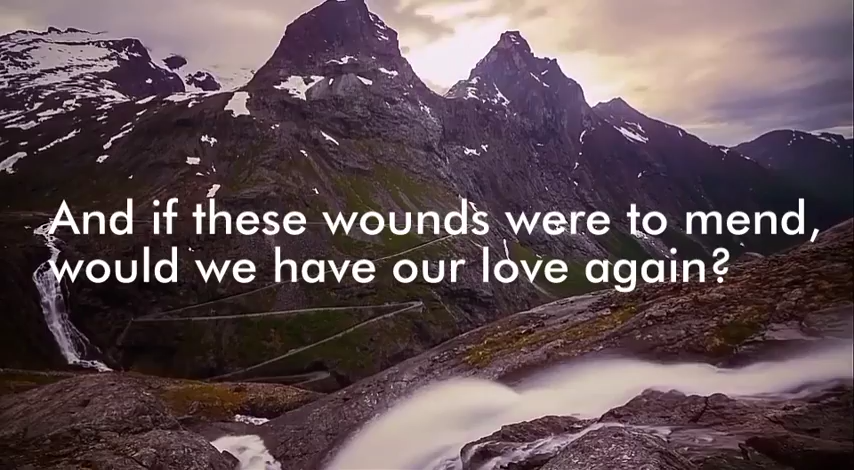 And if these wounds were to mend,
would we have our love again?